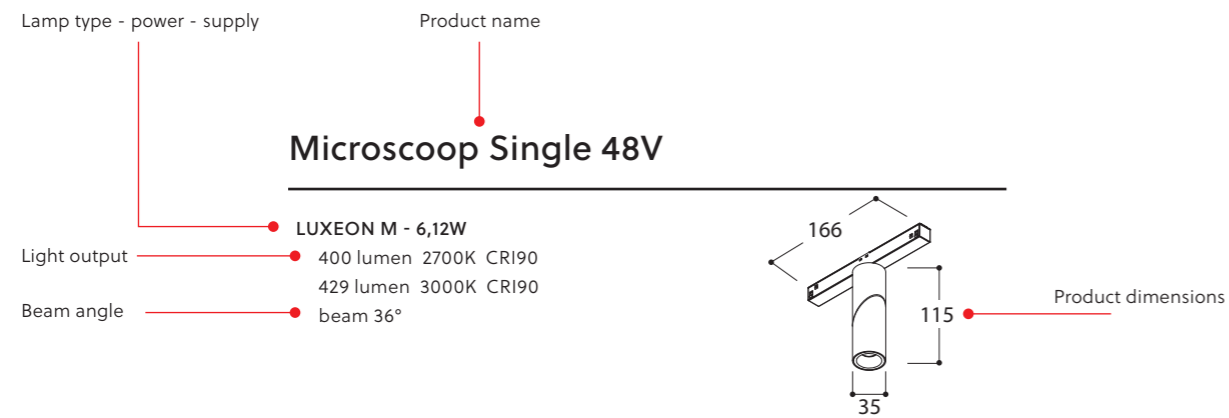 Lamp type - power - supply
Product name
Microscoop Single 48V
LUXEON M - 6,12W
166
Light output
400 lumen 2700K CRI90
429 lumen 3000K CRI90
Beam angle
beam 36°
115
Product dimensions
35